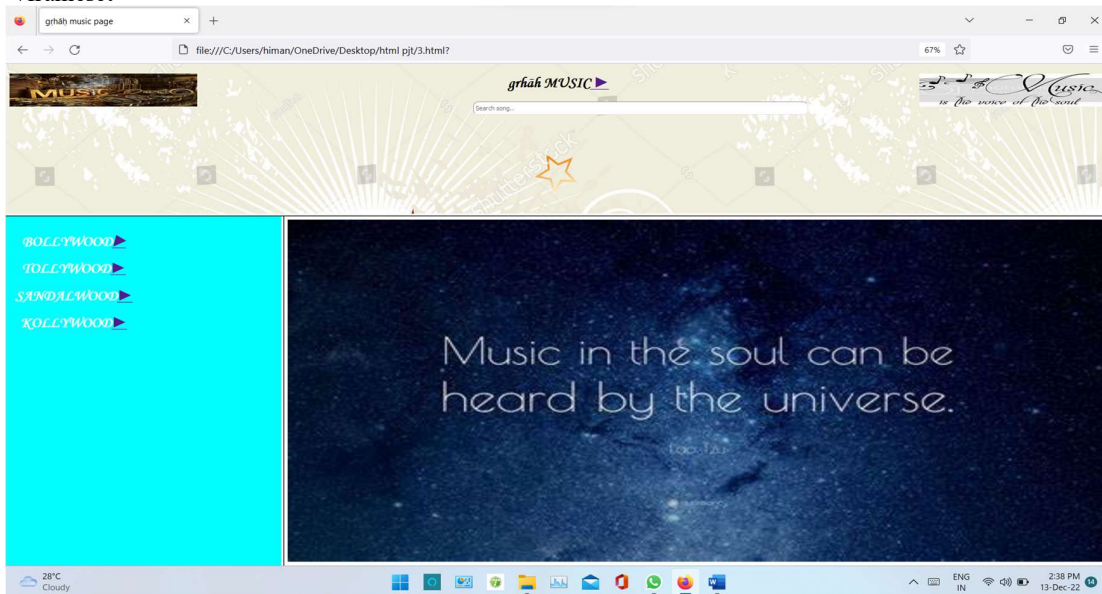 grhāh music page
file:///C:/Users/himan/OneDrive/Desktop/html pjt/3.html?
67%
MUSIC
grhāh MUSIC
Search song...
Music
is the voice of the soul
shutterstock
BOLLYWOOD
TOLLYWOOD
SANDALWOOD
KOLLYWOOD
Music in the soul can be
heard by the universe.
Lao Tzu
28°C
Cloudy
ENG
IN
2:38 PM
13-Dec-22
14